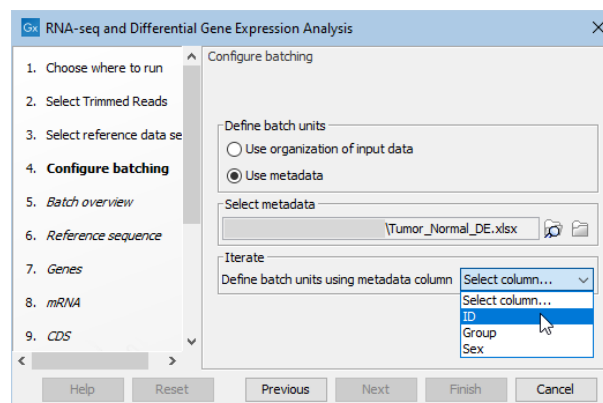 Gx RNA-seq and Differential Gene Expression Analysis
1. Choose where to run
2. Select Trimmed Reads
3. Select reference data se
4. Configure batching
5. Batch overview
6. Reference sequence
7. Genes
8. mRNA
9. CDS
Configure batching
Define batch units
Use organization of input data
Use metadata
Select metadata
\Tumor_Normal_DE.xlsx
Iterate
Define batch units using metadata column Select column...
Select column...
ID
Group
Sex
Help Reset Previous Next Finish Cancel